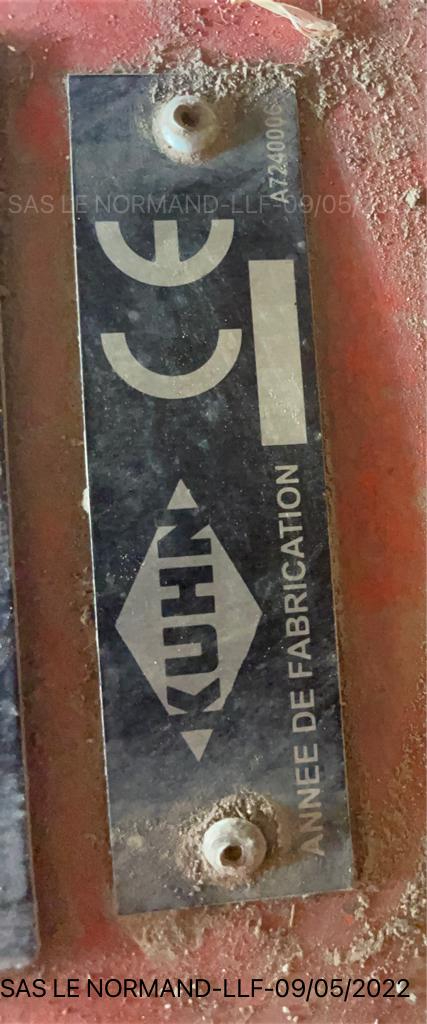 A7240006
SAS LE NORMAND-LLF-09/05/2022
CE
KUHN
ANNEE DE FABRICATION
SAS LE NORMAND-LLF-09/05/2022